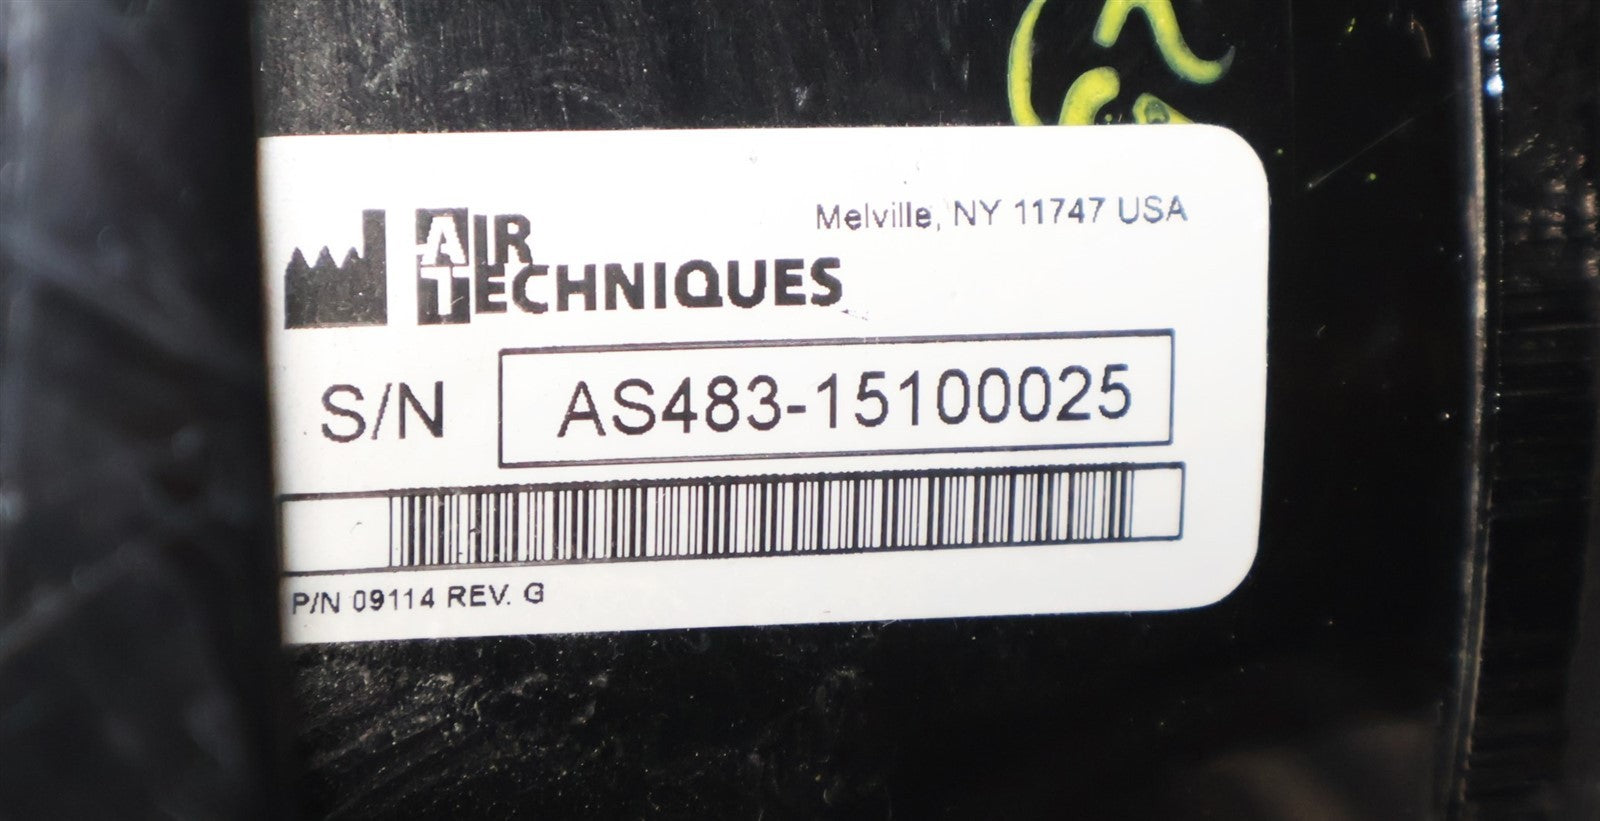 Melville, NY 11747 USA
AIR
TECHNIQUES
S/N AS483-15100025
P/N 09114 REV. G